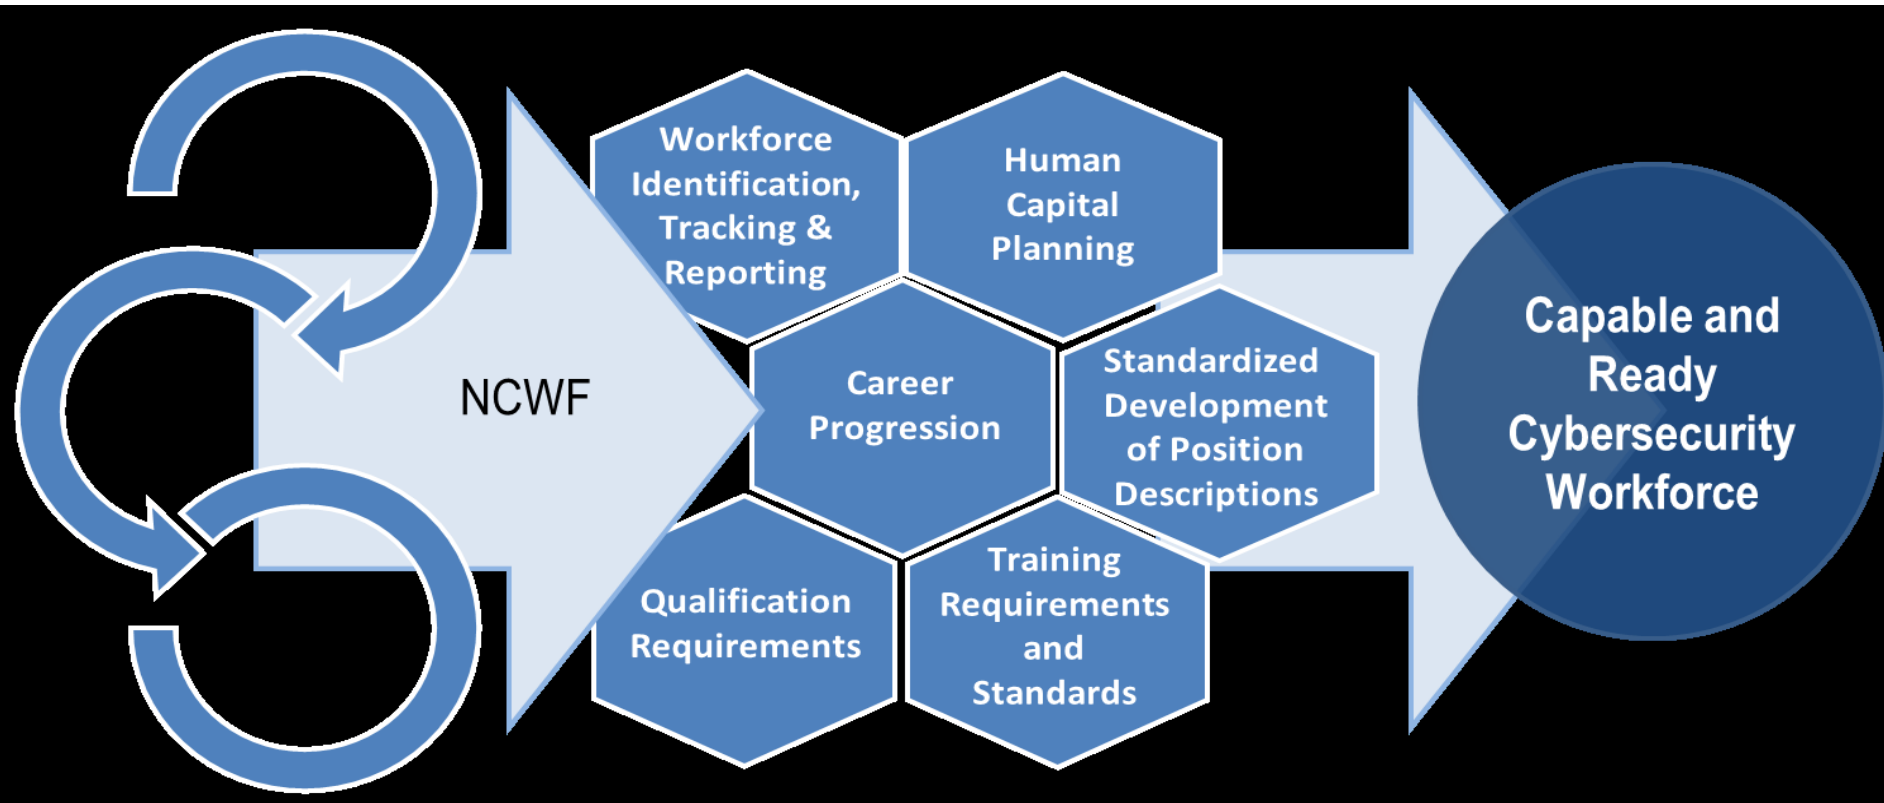 NCWF
Workforce
Identification,
Tracking &
Reporting
Human
Capital
Planning
Career
Progression
Standardized
Development
of Position
Descriptions
Qualification
Requirements
Training
Requirements
and
Standards
Capable and
Ready
Cybersecurity
Workforce